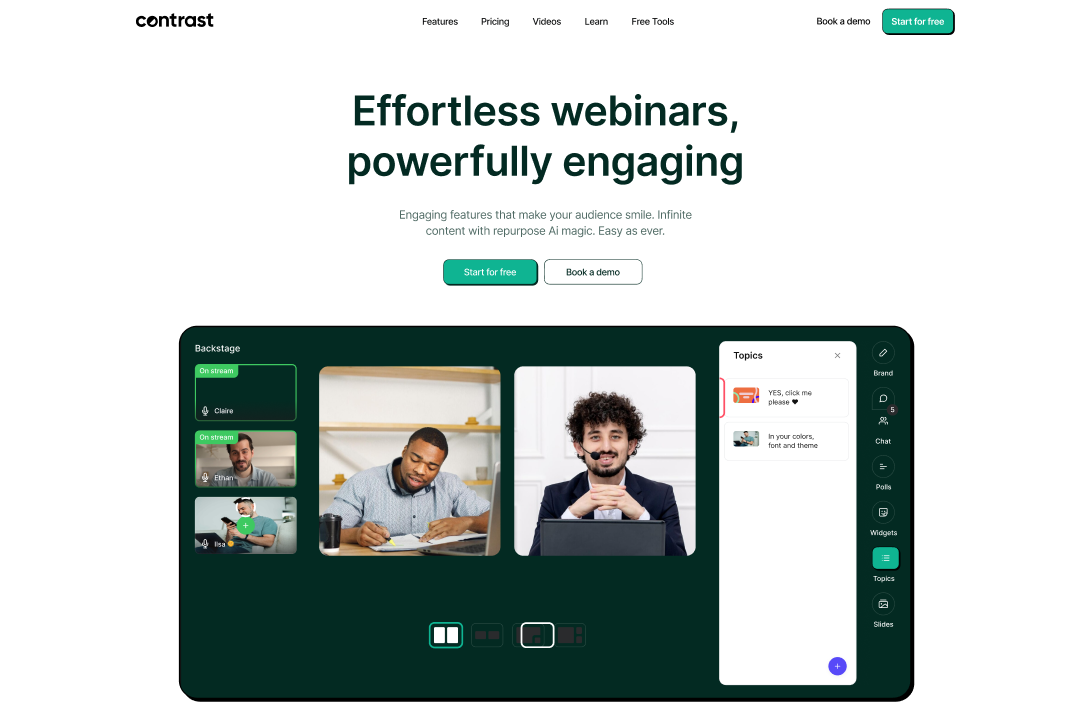 contrast
Features
Pricing
Videos
Learn
Free Tools
Book a demo
Start for free
Effortless webinars,
powerfully engaging
Engaging features that make your audience smile. Infinite
content with repurpose Ai magic. Easy as ever.
Start for free
Book a demo
Backstage
On stream
Claire
On stream
Ethan
Ilsa
Topics
YES, click me
please
In your colors,
font and theme
Brand
5
Chat
Polls
Widgets
Topics
Slides